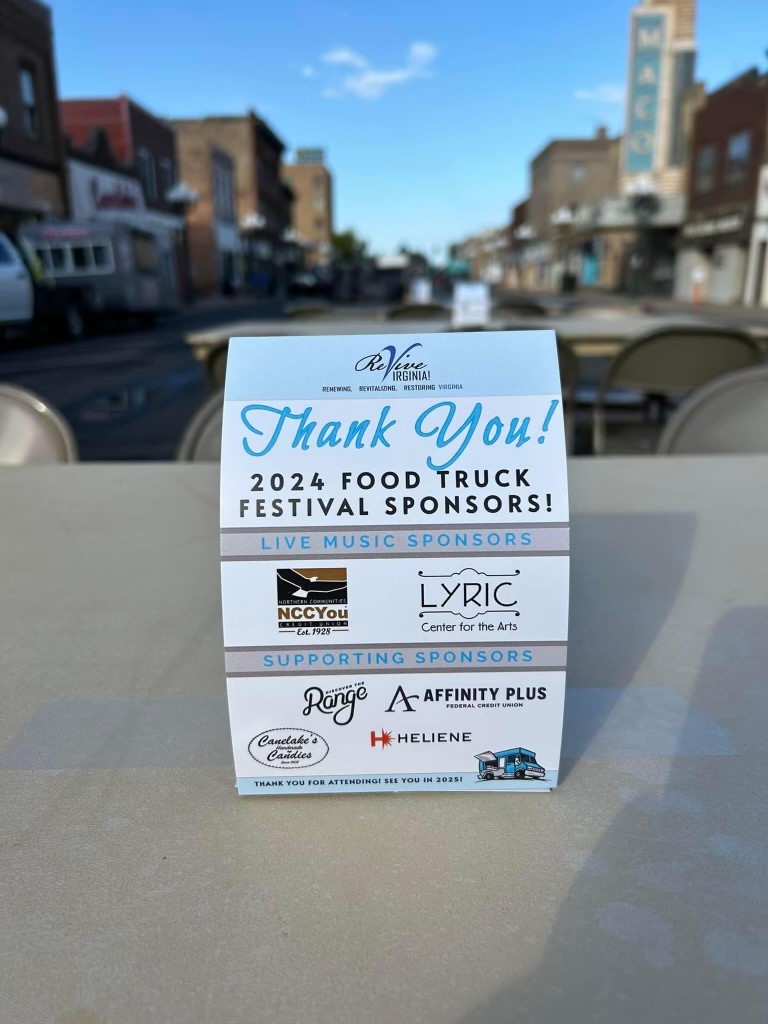 ReVive
VIRGINIA!
RENEWING, REVITALIZING, RESTORING VIRGINIA
Thank You!
2024 FOOD TRUCK
FESTIVAL SPONSORS!
LIVE MUSIC SPONSORS
NORTHERN COMMUNITIES
NCCYou
CREDIT UNION
Est. 1928
LYRIC
Center for the Arts
SUPPORTING SPONSORS
DISCOVER THE
Range
AFFINITY PLUS
FEDERAL CREDIT UNION
Canelake's
Handmade
Candies
HELIENE
THANK YOU FOR ATTENDING! SEE YOU IN 2025!
MACO